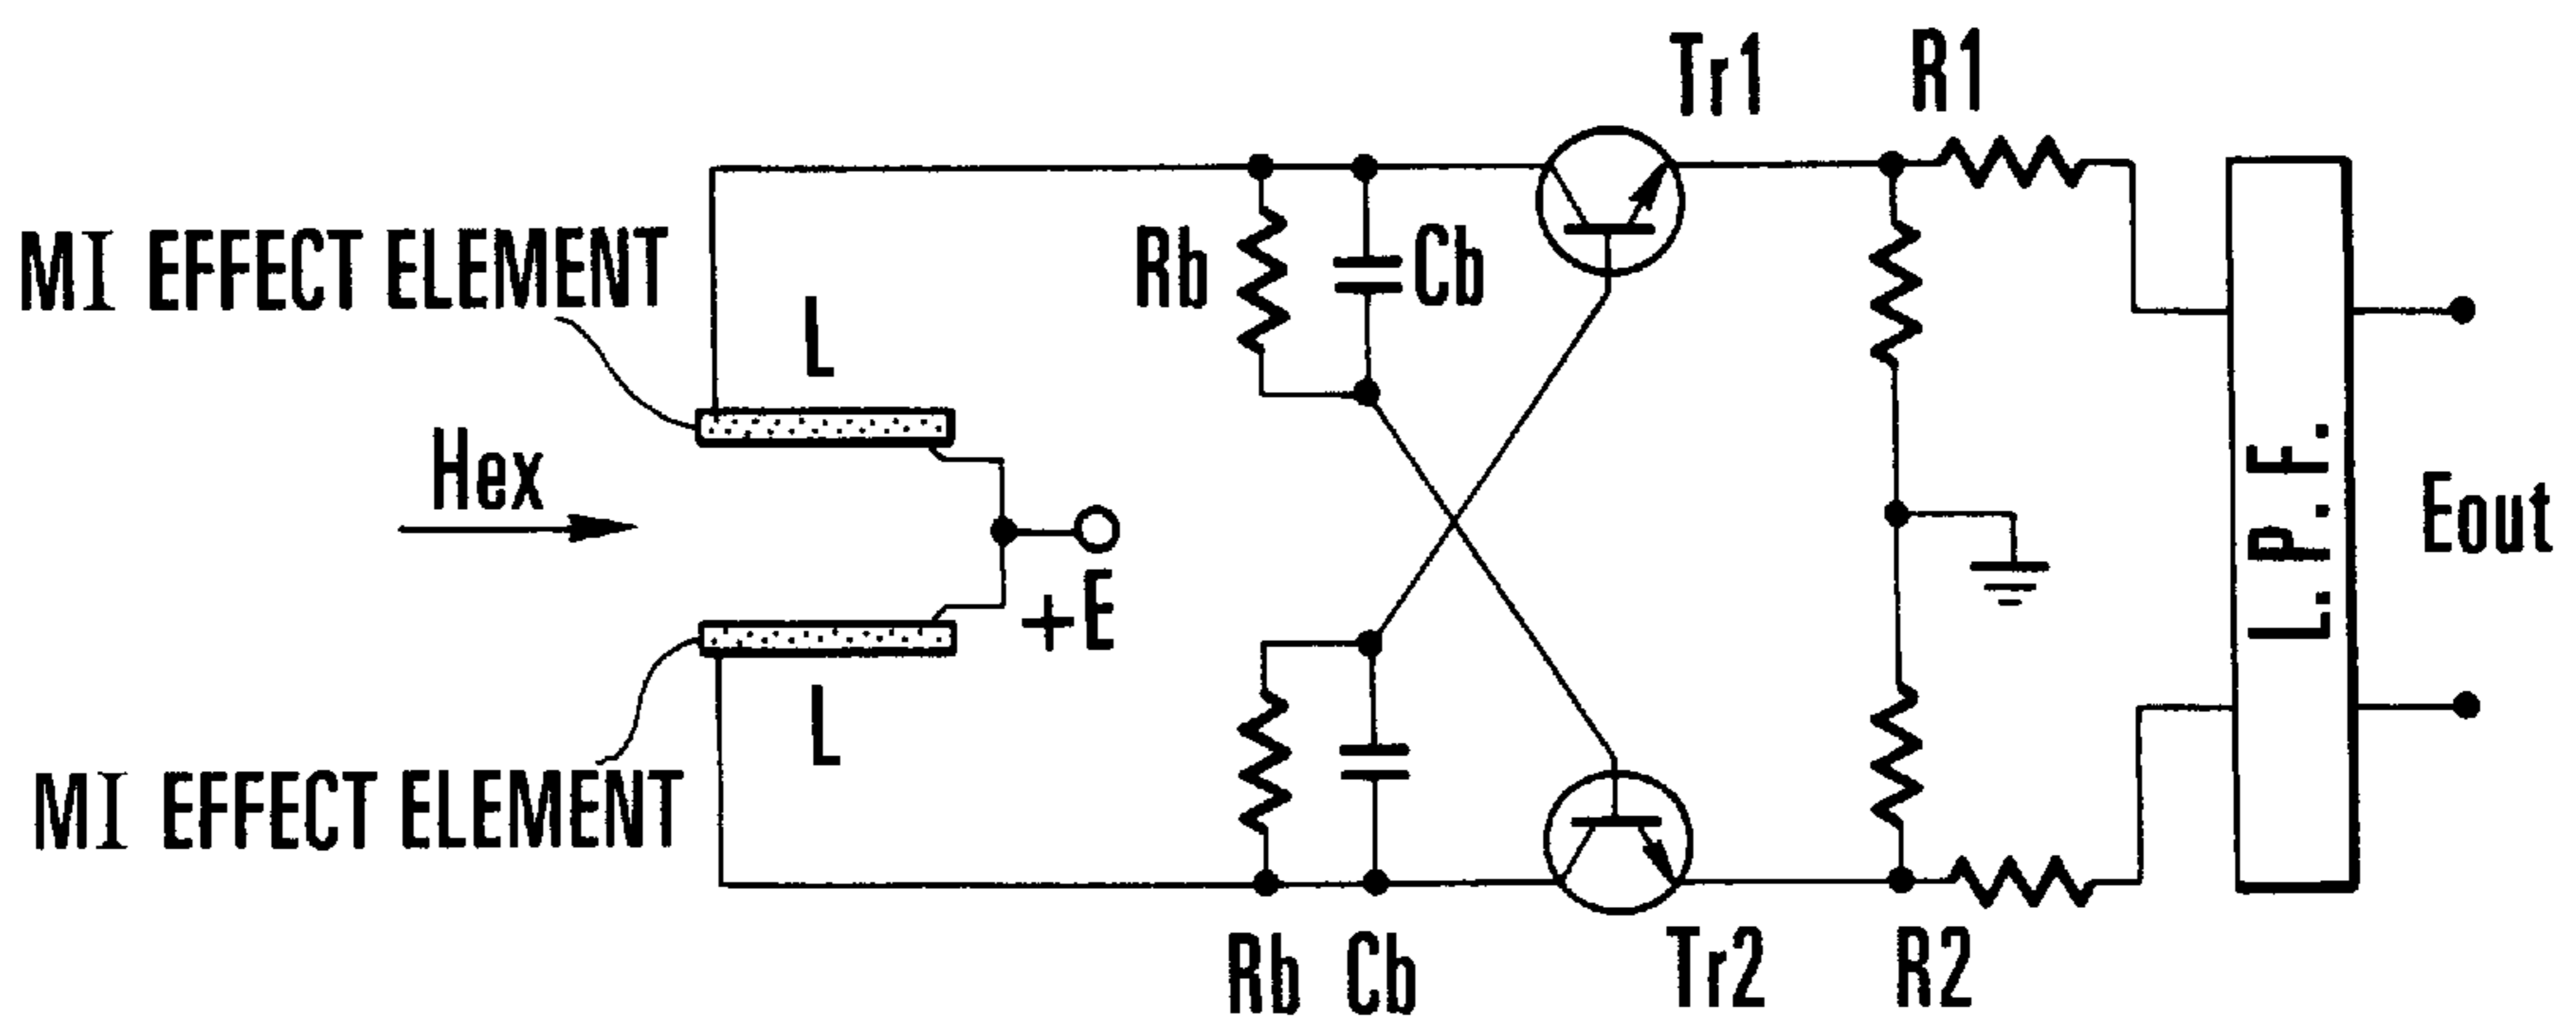 Tr1
R1
MI EFFECT ELEMENT
L
Rb
Cb
Hex
+E
L.P.F.
Eout
L
MI EFFECT ELEMENT
Rb
Cb
Tr2
R2